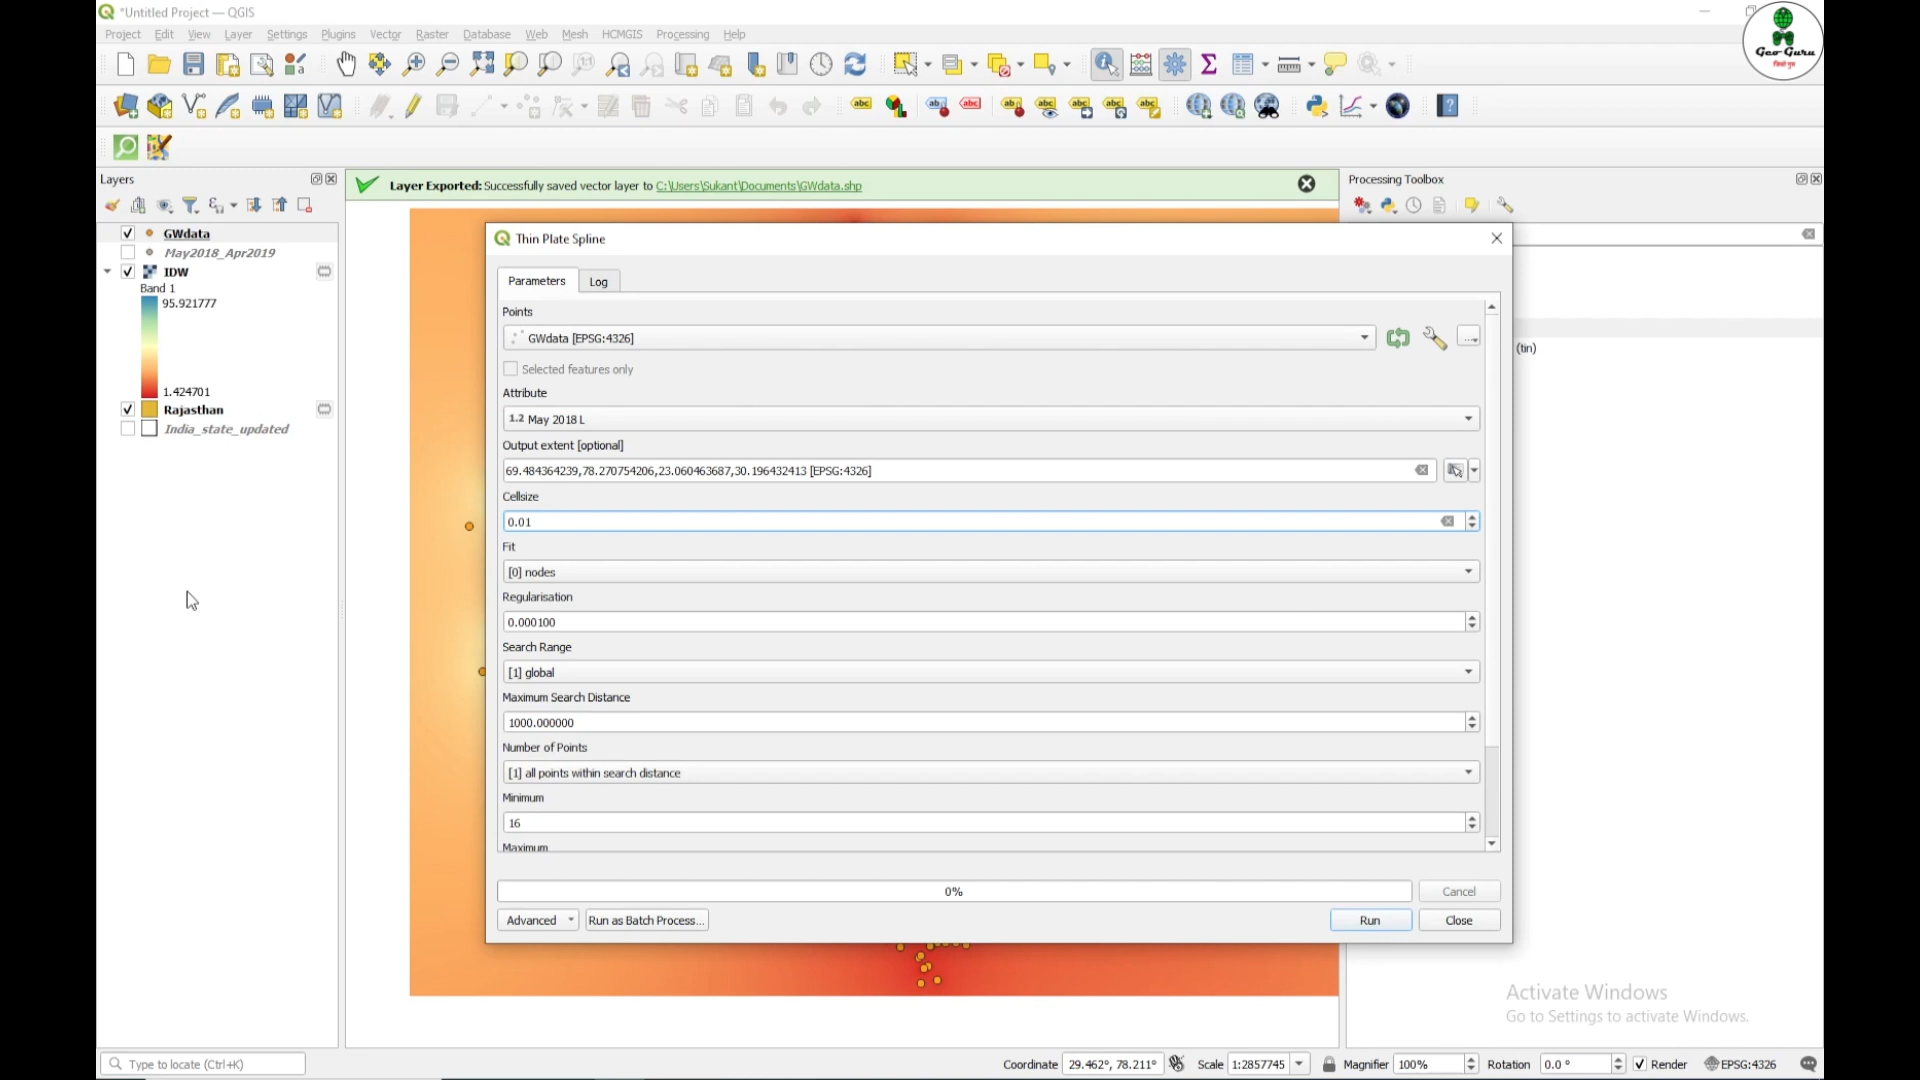 *Untitled Project — QGIS
Project Edit View Layer Settings Plugins Vector Raster Database Web Mesh HCMGIS Processing Help
Geo Guru
Layers
Layer Exported: Successfully saved vector layer to C:\Users\Sukant\Documents\GWdata.shp
Processing Toolbox
GWdata
May2018_Apr2019
IDW
Band 1
95.921777
1.424701
Rajasthan
India_state_updated
Thin Plate Spline
Parameters Log
Points
GWdata [EPSG:4326]
Selected features only
Attribute
1.2 May 2018 L
Output extent [optional]
69.484364239,78.270754206,23.060463687,30.196432413 [EPSG:4326]
Cellsize
0.01
Fit
[0] nodes
Regularisation
0.000100
Search Range
[1] global
Maximum Search Distance
1000.000000
Number of Points
[1] all points within search distance
Minimum
16
Maximum
0% Cancel
Advanced Run as Batch Process... Run Close
(tin)
Activate Windows
Go to Settings to activate Windows.
Type to locate (Ctrl+K) Coordinate 29.462°, 78.211° Scale 1:2857745 Magnifier 100% Rotation 0.0 ° Render EPSG:4326